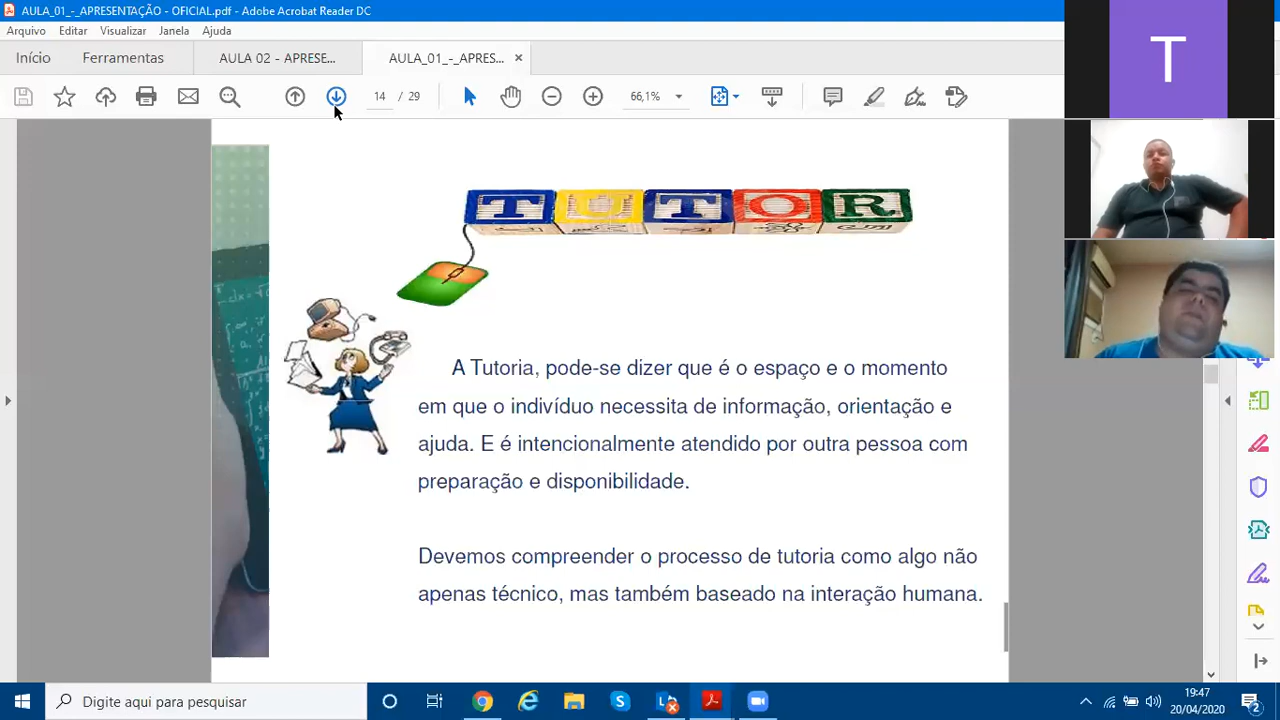 AULA_01_-_APRESENTAÇÃO - OFICIAL.pdf - Adobe Acrobat Reader DC
Arquivo Editar Visualizar Janela Ajuda
Início Ferramentas AULA 02 - APRESE... AULA_01_-_APRES... ×
14 / 29 66,1%
T
TUTOR
A Tutoria, pode-se dizer que é o espaço e o momento
em que o indivíduo necessita de informação, orientação e
ajuda. E é intencionalmente atendido por outra pessoa com
preparação e disponibilidade.
Devemos compreender o processo de tutoria como algo não
apenas técnico, mas também baseado na interação humana.
Digite aqui para pesquisar
19:47
20/04/2020
2